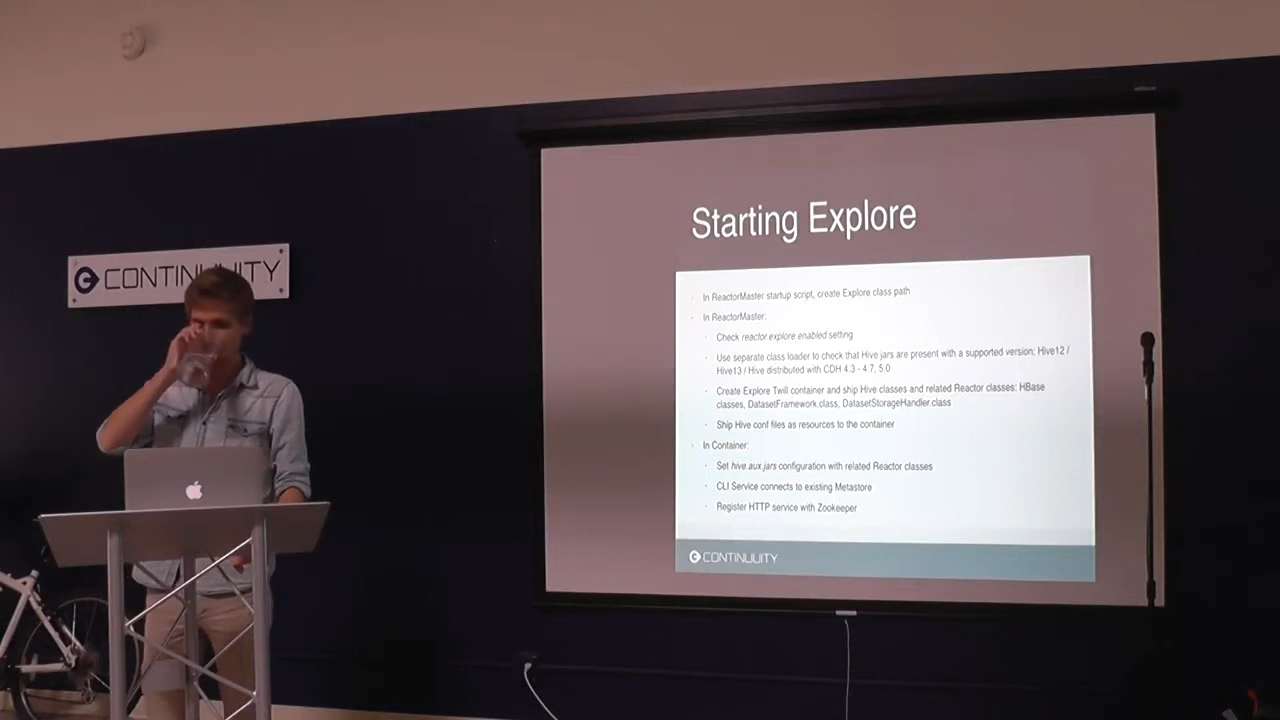 CONTINUUITY
Starting Explore
· In ReactorMaster startup script, create Explore class path
· In ReactorMaster:
· Check reactor.explore.enabled setting
· Use separate class loader to check that Hive jars are present with a supported version: Hive12 /
Hive13 / Hive distributed with CDH 4.3 - 4.7, 5.0
· Create Explore Twill container and ship Hive classes and related Reactor classes: HBase
classes, DatasetFramework.class, DatasetStorageHandler.class
· Ship Hive conf files as resources to the container
· In Container:
· Set hive.aux.jars configuration with related Reactor classes
· CLI Service connects to existing Metastore
· Register HTTP service with Zookeeper
CONTINUUITY